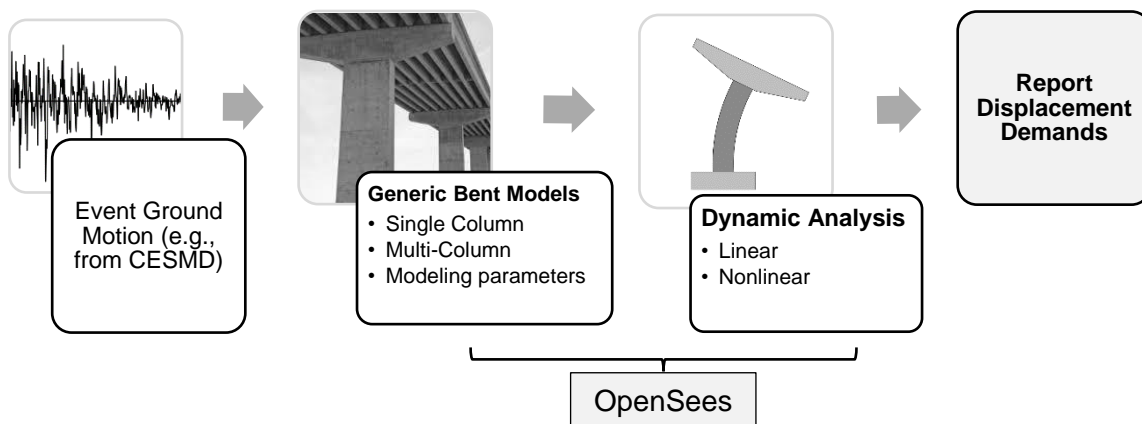 Event Ground
Motion (e.g.,
from CESMD)
Generic Bent Models
• Single Column
• Multi-Column
• Modeling parameters
Dynamic Analysis
• Linear
• Nonlinear
Report
Displacement
Demands
OpenSees